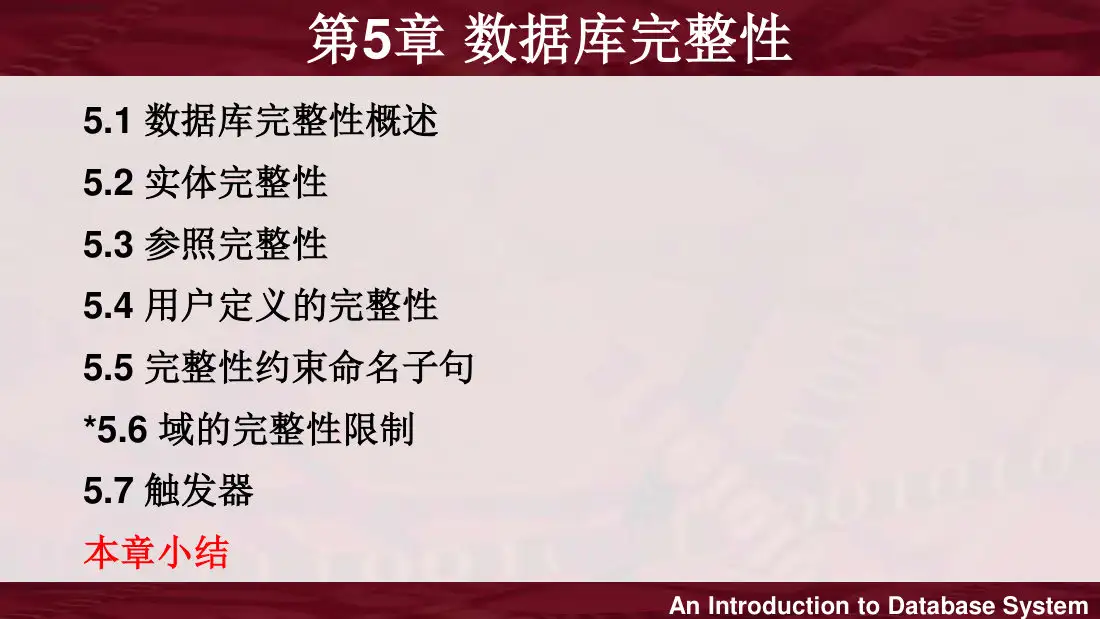 第5章 数据库完整性
5.1 数据库完整性概述
5.2 实体完整性
5.3 参照完整性
5.4 用户定义的完整性
5.5 完整性约束命名子句
*5.6 域的完整性限制
5.7 触发器
本章小结
An Introduction to Database System